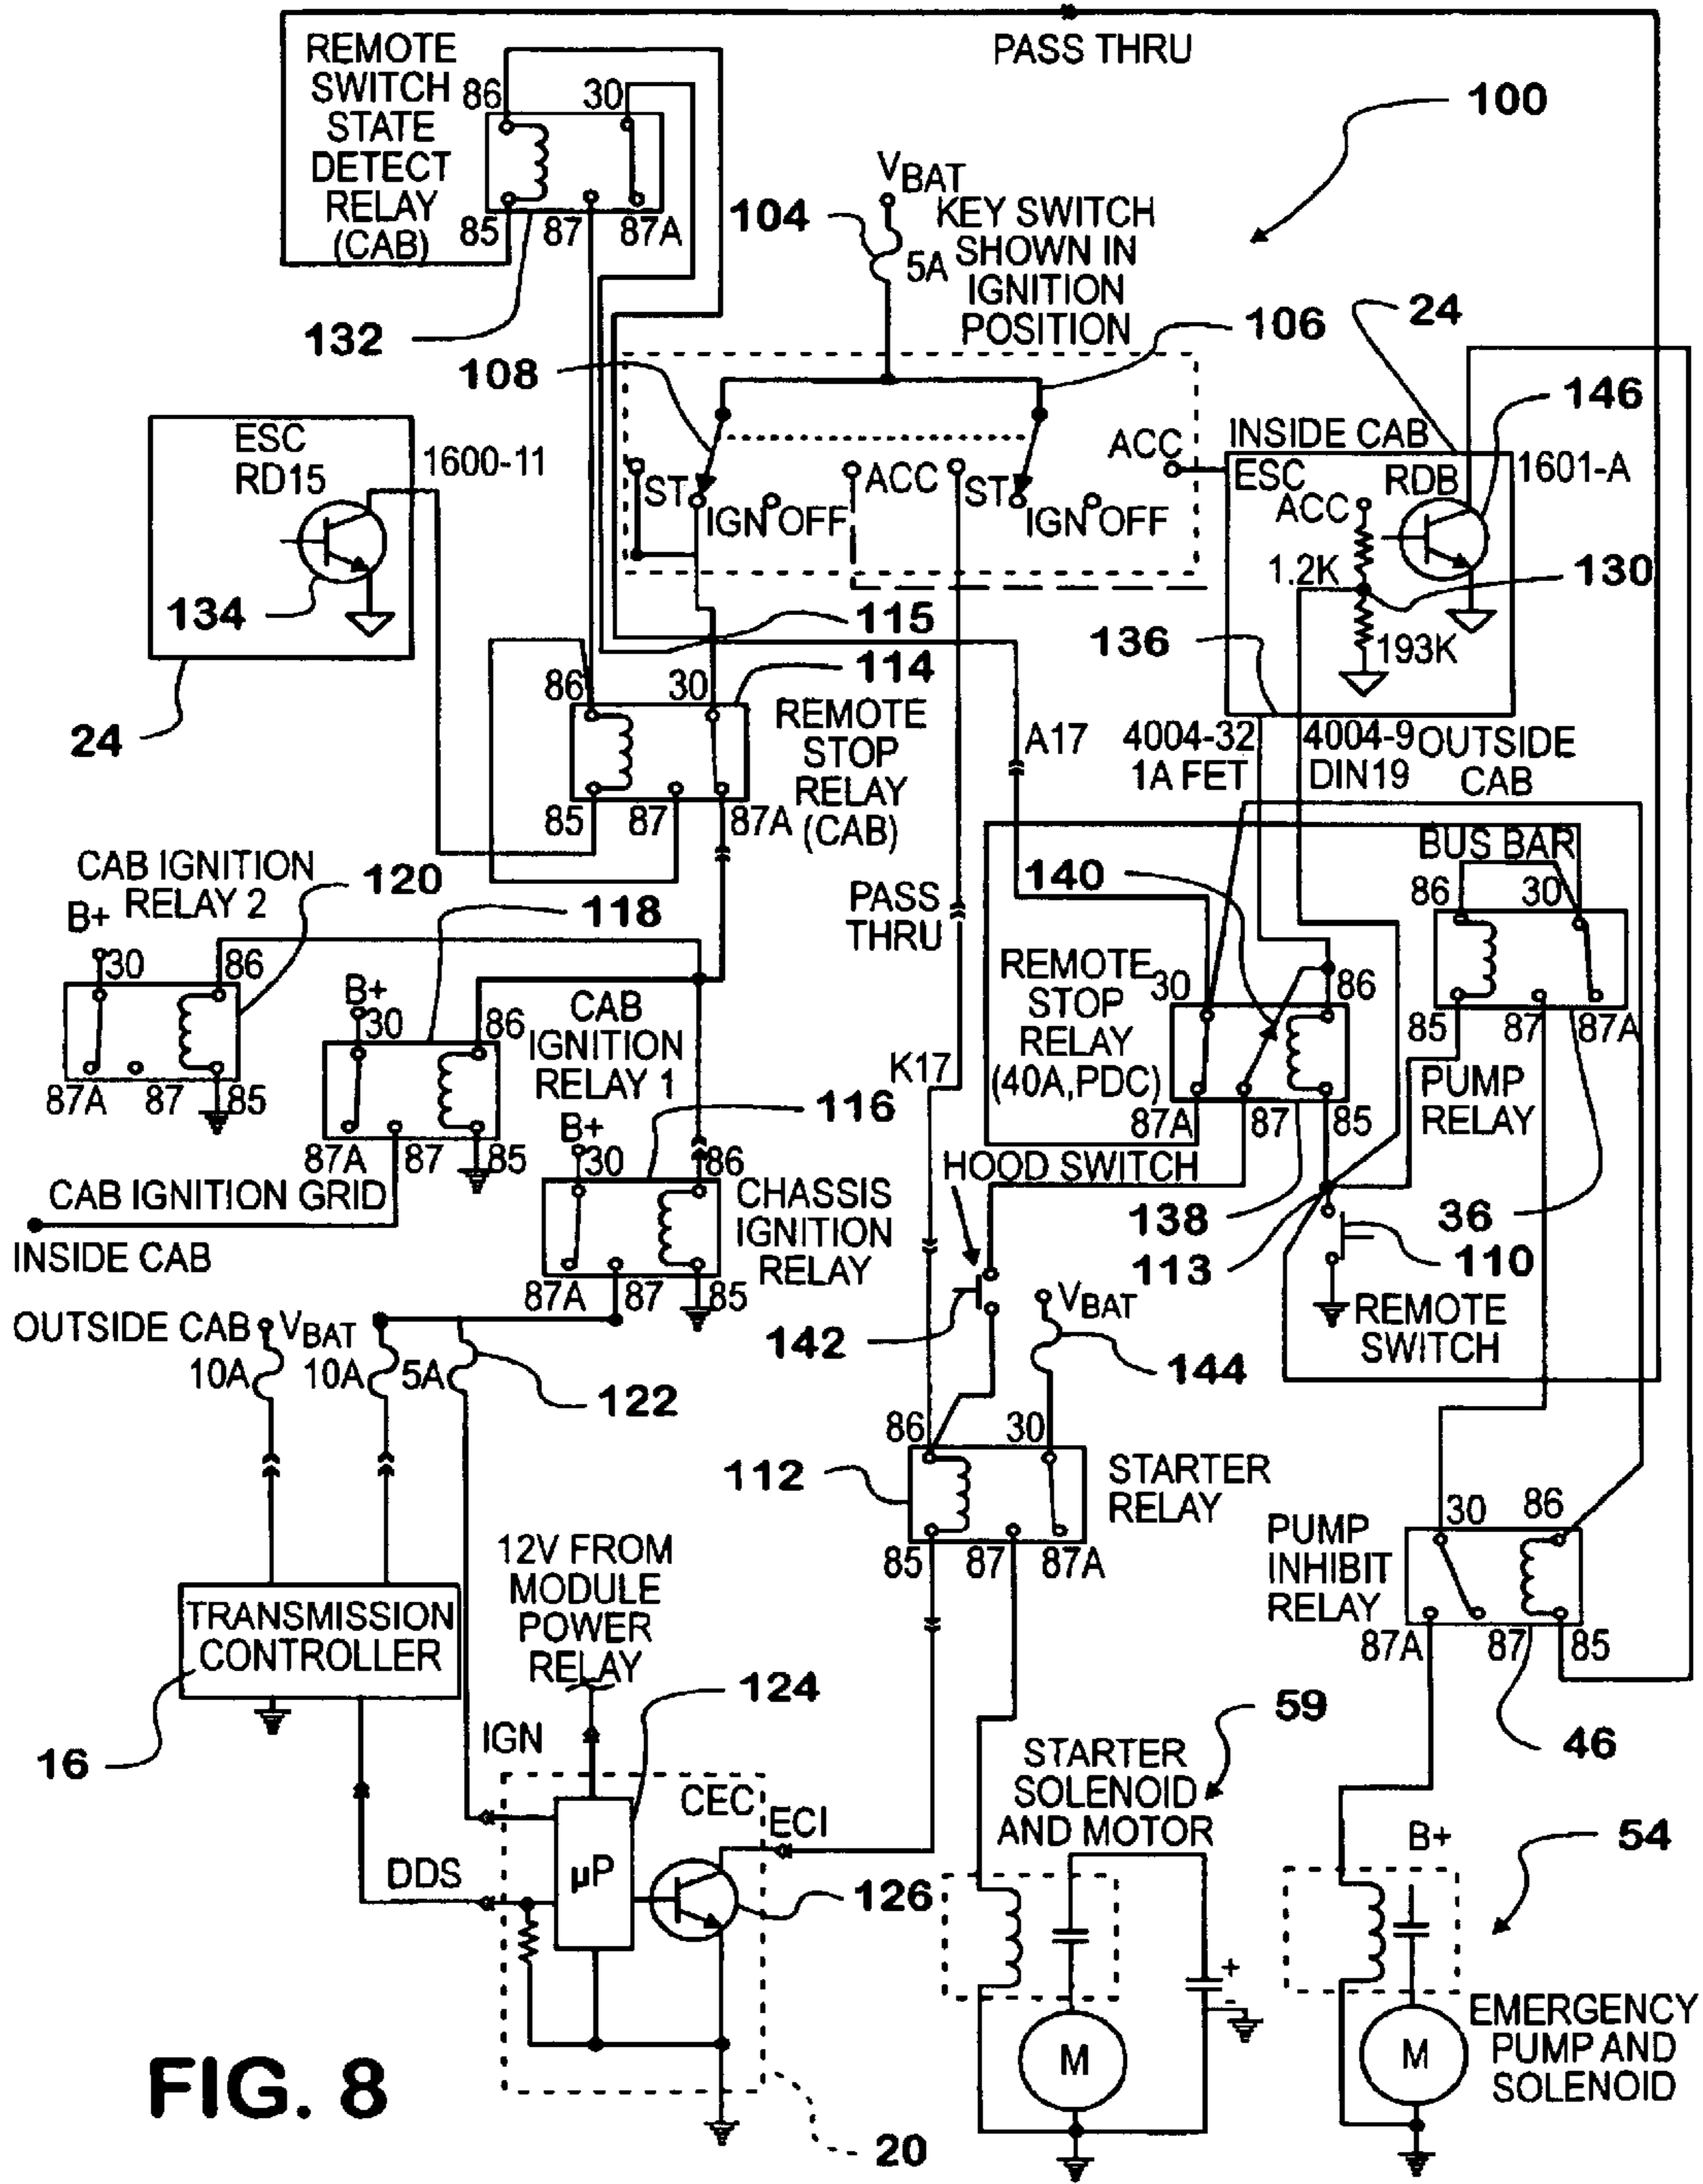 PASS THRU
REMOTE
SWITCH
STATE
DETECT
RELAY
(CAB)
86
30
85
87
87A
132
100
VBAT
104
5A
KEY SWITCH
SHOWN IN
IGNITION
POSITION
106
24
108
146
ESC
RD15
1600-11
134
24
ST
IGN
OFF
ACC
ST
IGN
OFF
ACC
INSIDE CAB
ESC
RDB
1601-A
ACC
1.2K
130
193K
136
115
114
86
30
85
87
87A
REMOTE
STOP
RELAY
(CAB)
A17
4004-32
1A FET
4004-9
DIN19
OUTSIDE
CAB
CAB IGNITION
RELAY 2
120
B+
30
86
87A
87
85
118
B+
30
86
CAB
IGNITION
RELAY 1
87A
87
85
CAB IGNITION GRID
INSIDE CAB
116
B+
30
86
CHASSIS
IGNITION
RELAY
87A
87
85
PASS
THRU
K17
140
REMOTE
STOP
RELAY
(40A,PDC)
30
86
87A
87
85
BUS BAR
86
30
85
87
87A
PUMP
RELAY
HOOD SWITCH
138
113
36
110
REMOTE
SWITCH
OUTSIDE CAB
VBAT
10A
10A
5A
122
142
VBAT
144
86
30
112
STARTER
RELAY
85
87
87A
PUMP
INHIBIT
RELAY
30
86
87A
87
85
46
12V FROM
MODULE
POWER
RELAY
TRANSMISSION
CONTROLLER
16
124
IGN
CEC
ECI
µP
DDS
126
20
59
STARTER
SOLENOID
AND MOTOR
M
+
-
B+
54
M
EMERGENCY
PUMP AND
SOLENOID
FIG. 8